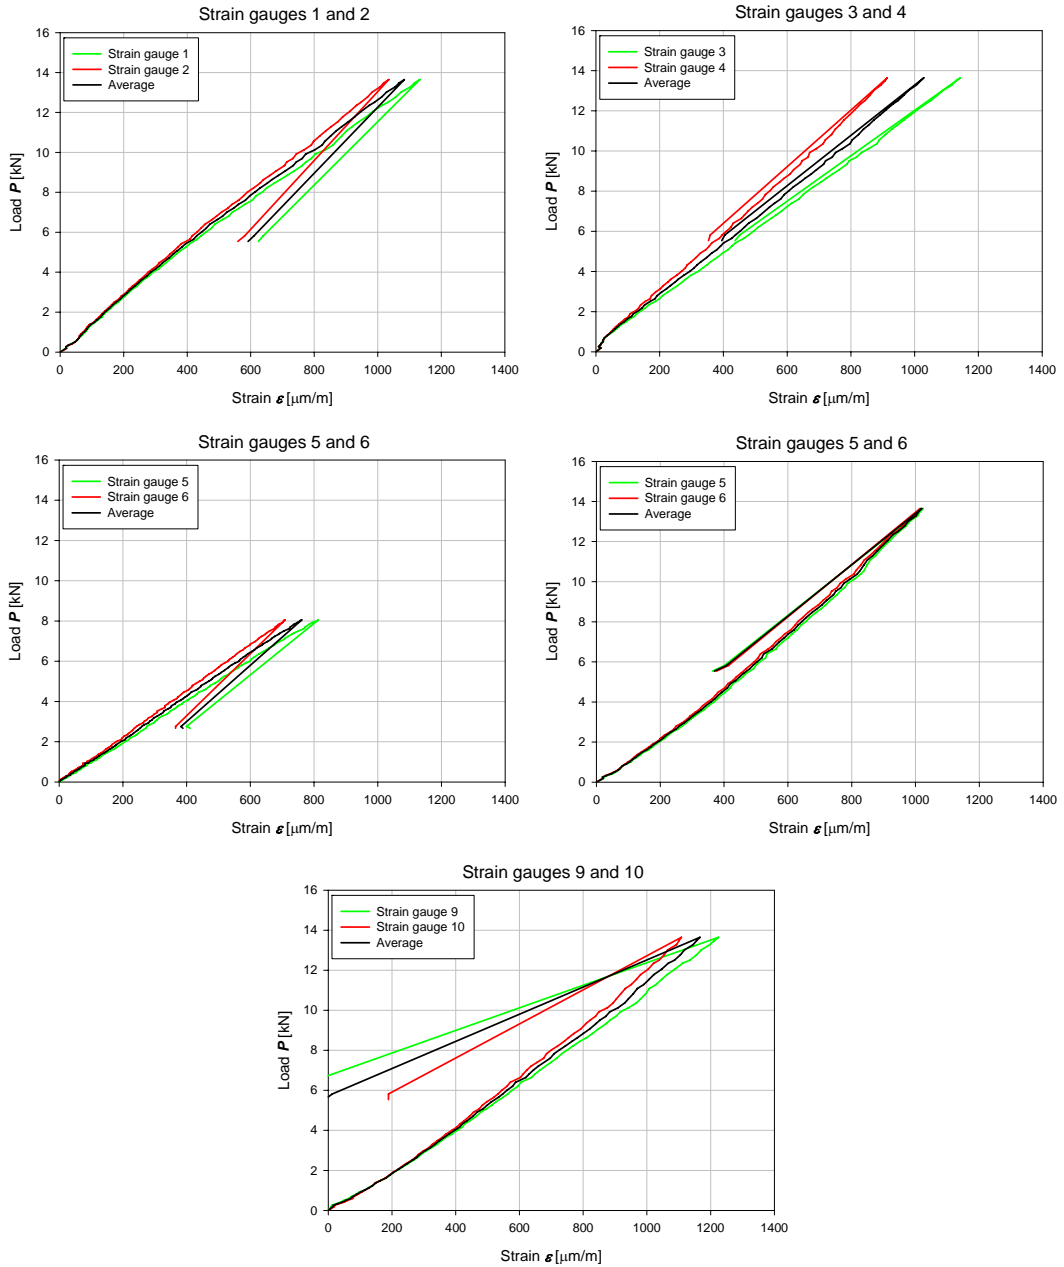 Strain gauges 1 and 2
Load P [kN]
16
14
12
10
8
6
4
2
0
Strain gauge 1
Strain gauge 2
Average
0 200 400 600 800 1000 1200 1400
Strain ε [μm/m]
Strain gauges 3 and 4
Load P [kN]
16
14
12
10
8
6
4
2
0
Strain gauge 3
Strain gauge 4
Average
0 200 400 600 800 1000 1200 1400
Strain ε [μm/m]
Strain gauges 5 and 6
Load P [kN]
16
14
12
10
8
6
4
2
0
Strain gauge 5
Strain gauge 6
Average
0 200 400 600 800 1000 1200 1400
Strain ε [μm/m]
Strain gauges 5 and 6
Load P [kN]
16
14
12
10
8
6
4
2
0
Strain gauge 5
Strain gauge 6
Average
0 200 400 600 800 1000 1200 1400
Strain ε [μm/m]
Strain gauges 9 and 10
Load P [kN]
16
14
12
10
8
6
4
2
0
Strain gauge 9
Strain gauge 10
Average
0 200 400 600 800 1000 1200 1400
Strain ε [μm/m]